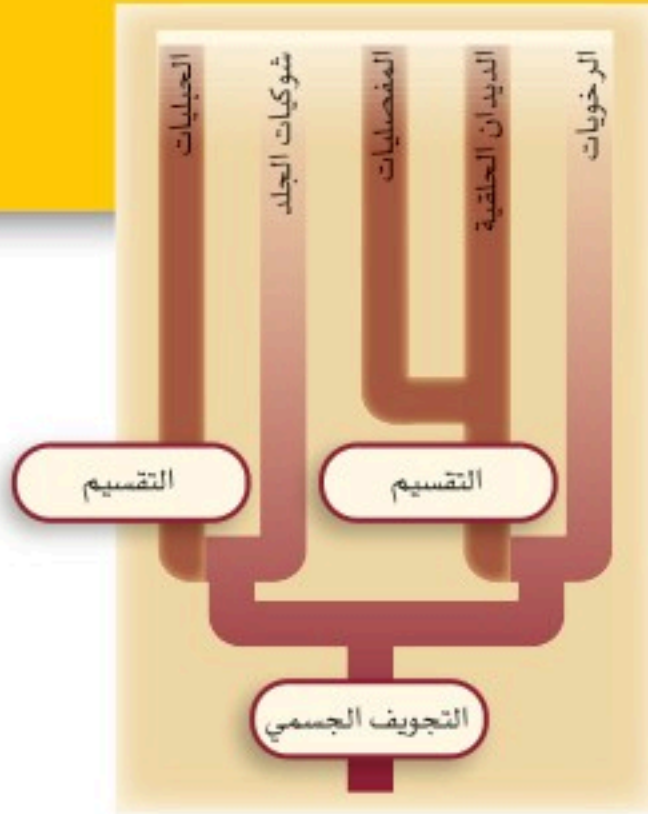 الرخويات
الديدان الحلقية
المفصليات
شوكيات الجلد
الحبليات
التقسيم
التقسيم
التجويف الجسمي